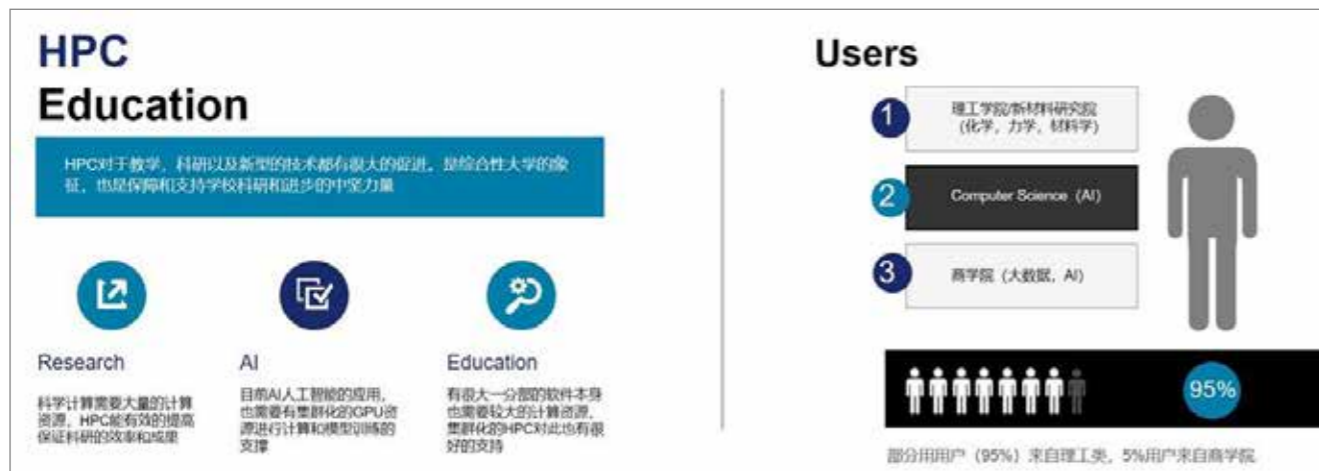 HPC
Education
HPC对于教学，科研以及新型的技术都有很大的促进。是综合性大学的象
征，也是保障和支持学校科研和进步的中坚力量
Research
科学计算需要大量的计算
资源，HPC能有效的提高
保证科研的效率和成果
AI
目前AI人工智能的应用，
也需要有集群化的GPU资
源进行计算和模型训练的
支撑
Education
有很大一分部的软件本身
也需要较大的计算资源，
集群化的HPC对此也有很
好的支持
Users
1
理工学院/新材料研究院
（化学，力学，材料学）
2
Computer Science（AI）
3
商学院（大数据，AI）
95%
部分用用户（95%）来自理工类，5%用户来自商学院